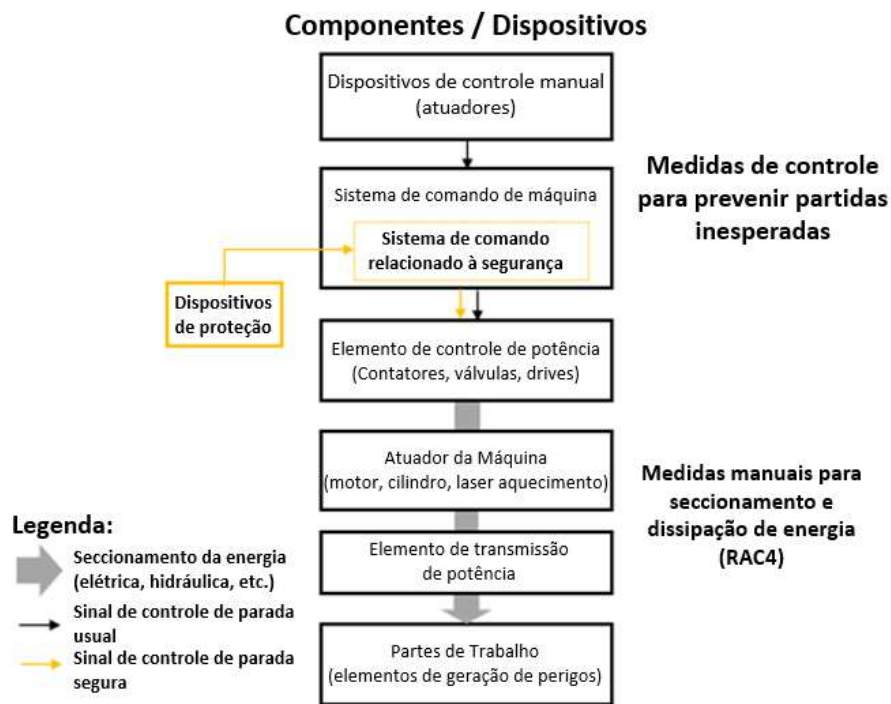 Componentes / Dispositivos
Dispositivos de controle manual
(atuadores)
Sistema de comando de máquina
Sistema de comando
relacionado à segurança
Medidas de controle
para prevenir partidas
inesperadas
Dispositivos
de proteção
Elemento de controle de potência
(Contatores, válvulas, drives)
Atuador da Máquina
(motor, cilindro, laser aquecimento)
Medidas manuais para
seccionamento e
dissipação de energia
(RAC4)
Elemento de transmissão
de potência
Partes de Trabalho
(elementos de geração de perigos)
Legenda:
Seccionamento da energia
(elétrica, hidráulica, etc.)
Sinal de controle de parada
usual
Sinal de controle de parada
segura